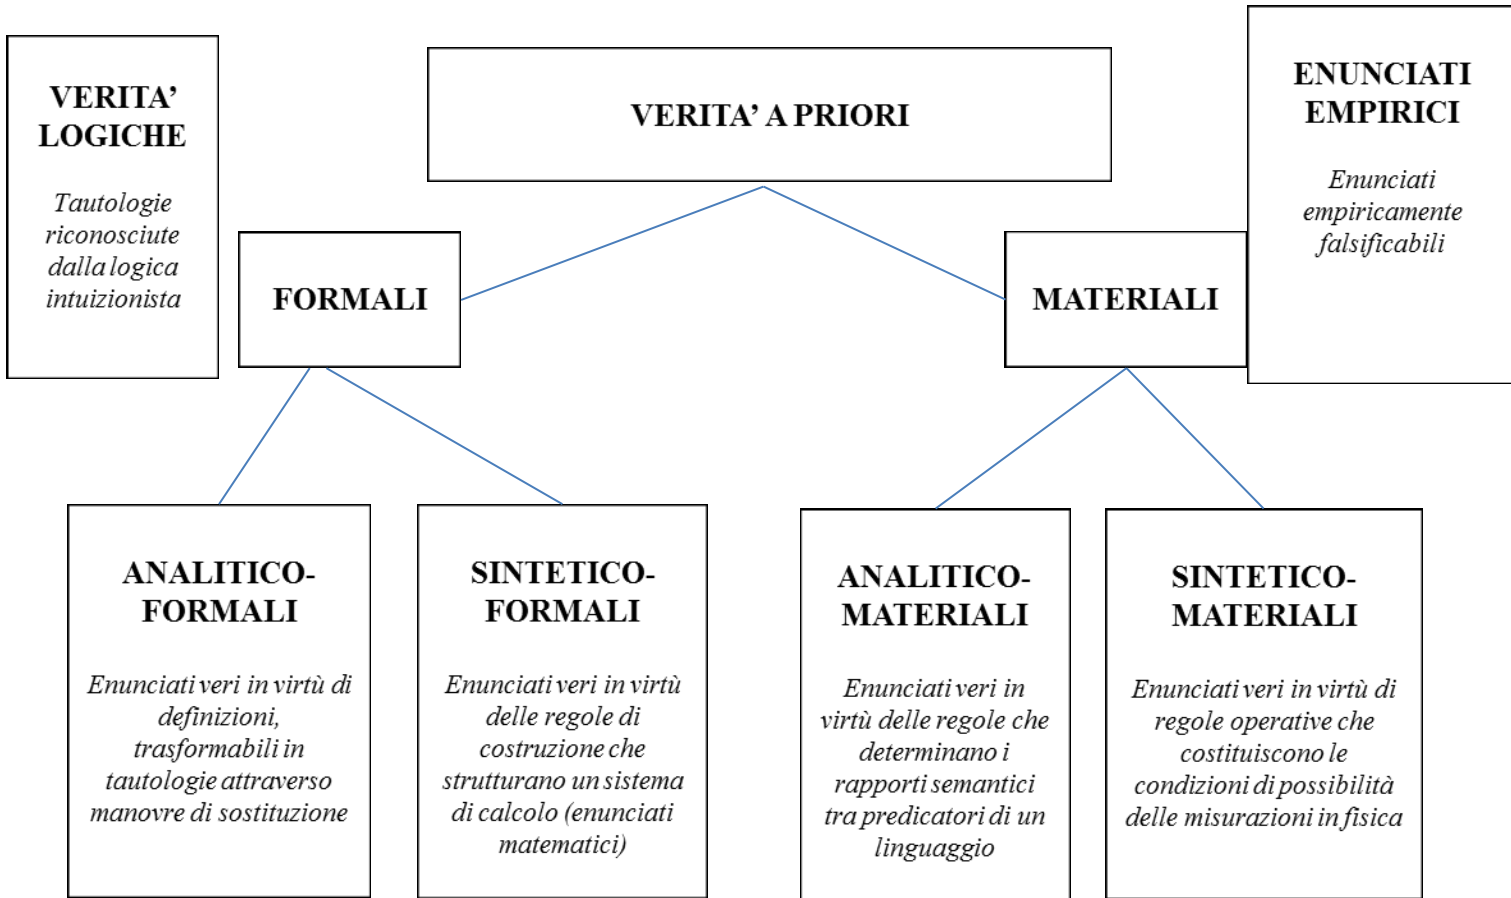 VERITA’
LOGICHE
Tautologie
riconosciute
dalla logica
intuizionista
VERITA’ A PRIORI
ENUNCIATI
EMPIRICI
Enunciati
empiricamente
falsificabili
FORMALI
MATERIALI
ANALITICO-
FORMALI
Enunciati veri in virtù di
definizioni,
trasformabili in
tautologie attraverso
manovre di sostituzione
SINTETICO-
FORMALI
Enunciati veri in virtù
delle regole di
costruzione che
strutturano un sistema
di calcolo (enunciati
matematici)
ANALITICO-
MATERIALI
Enunciati veri in
virtù delle regole che
determinano i
rapporti semantici
tra predicatori di un
linguaggio
SINTETICO-
MATERIALI
Enunciati veri in virtù di
regole operative che
costituiscono le
condizioni di possibilità
delle misurazioni in fisica